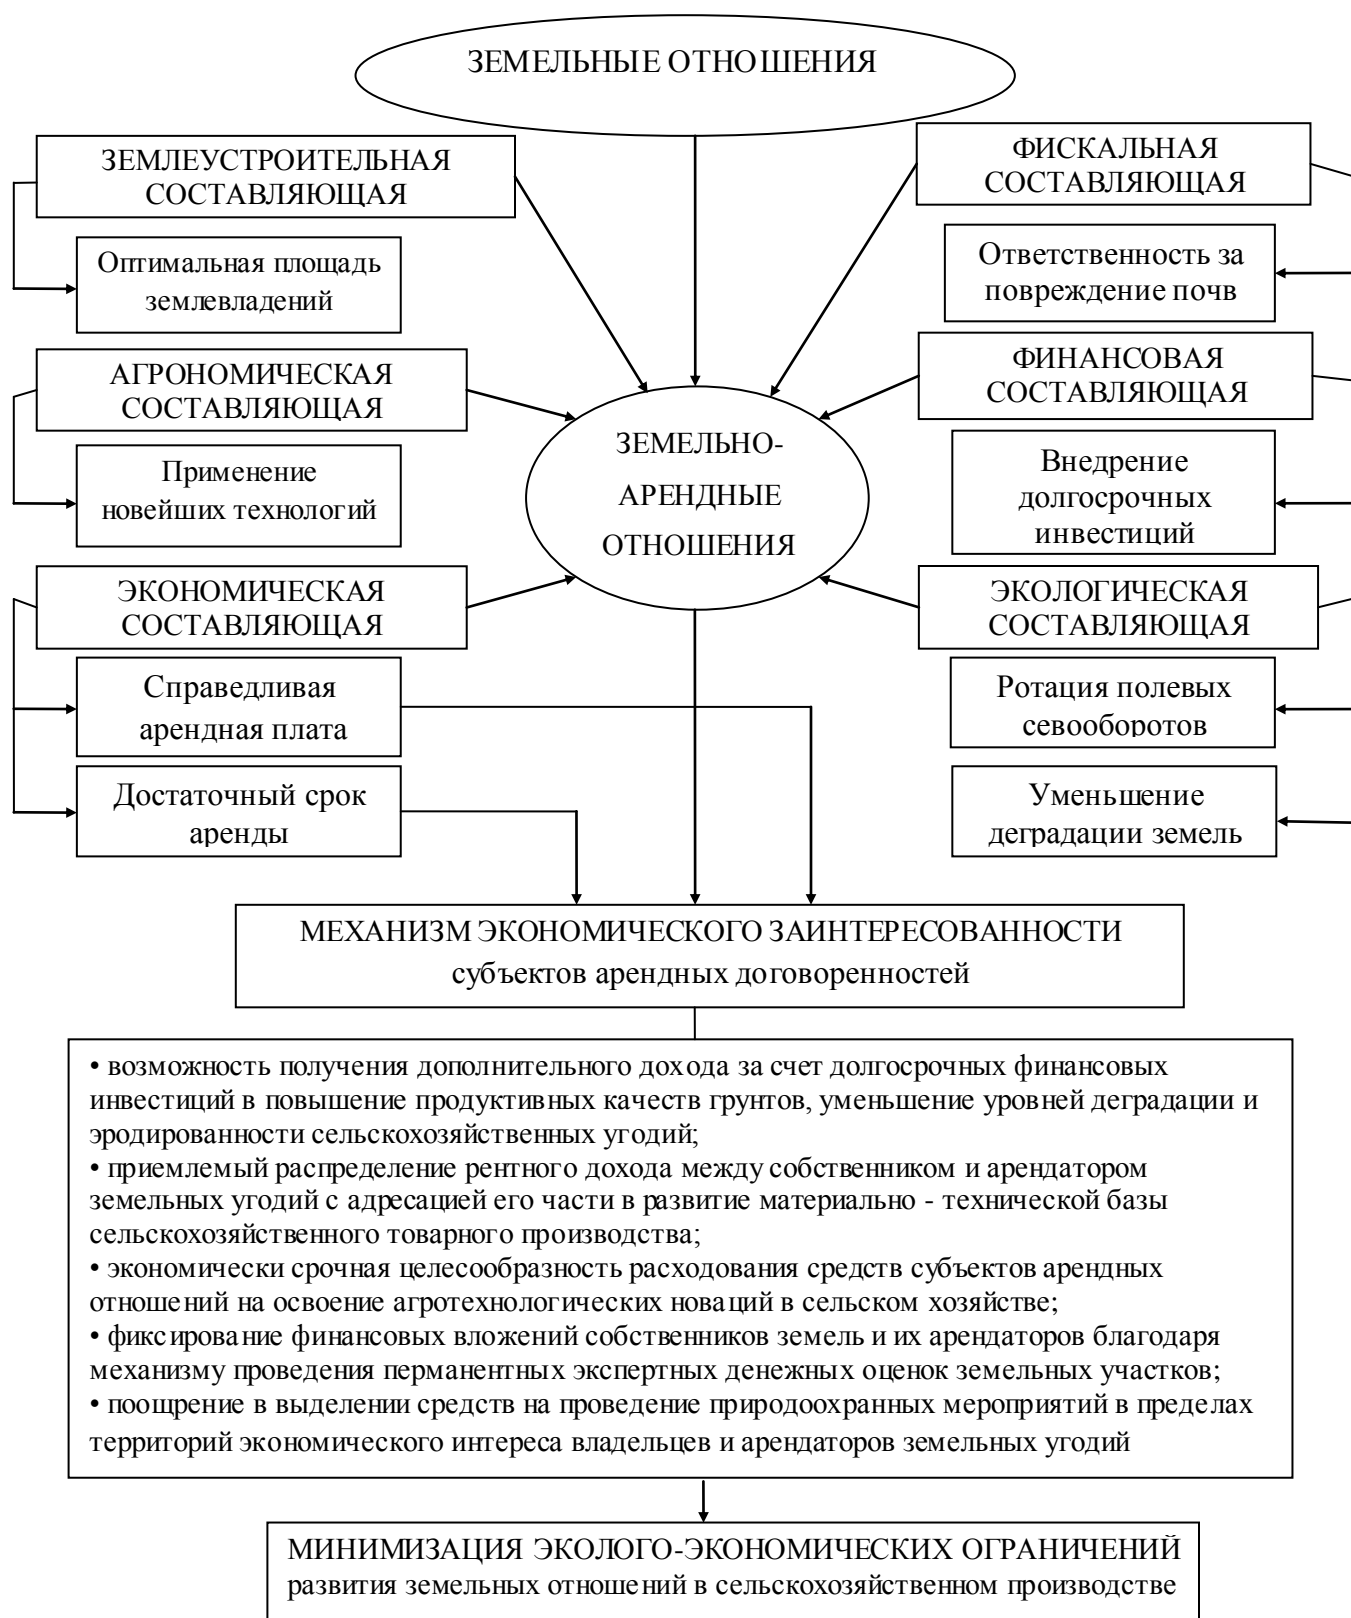 ЗЕМЕЛЬНЫЕ ОТНОШЕНИЯ
ЗЕМЛЕУСТРОИТЕЛЬНАЯ
СОСТАВЛЯЮЩАЯ
ФИСКАЛЬНАЯ
СОСТАВЛЯЮЩАЯ
Оптимальная площадь
землевладений
Ответственность за
повреждение почв
АГРОНОМИЧЕСКАЯ
СОСТАВЛЯЮЩАЯ
ФИНАНСОВАЯ
СОСТАВЛЯЮЩАЯ
ЗЕМЕЛЬНО-
АРЕНДНЫЕ
ОТНОШЕНИЯ
Применение
новейших технологий
Внедрение
долгосрочных
инвестиций
ЭКОНОМИЧЕСКАЯ
СОСТАВЛЯЮЩАЯ
ЭКОЛОГИЧЕСКАЯ
СОСТАВЛЯЮЩАЯ
Справедливая
арендная плата
Ротация полевых
севооборотов
Достаточный срок
аренды
Уменьшение
деградации земель
МЕХАНИЗМ ЭКОНОМИЧЕСКОГО ЗАИНТЕРЕСОВАННОСТИ
субъектов арендных договоренностей
• возможность получения дополнительного дохода за счет долгосрочных финансовых
инвестиций в повышение продуктивных качеств грунтов, уменьшение уровней деградации и
эродированности сельскохозяйственных угодий;
• приемлемый распределение рентного дохода между собственником и арендатором
земельных угодий с адресацией его части в развитие материально - технической базы
сельскохозяйственного товарного производства;
• экономически срочная целесообразность расходования средств субъектов арендных
отношений на освоение агротехнологических новаций в сельском хозяйстве;
• фиксирование финансовых вложений собственников земель и их арендаторов благодаря
механизму проведения перманентных экспертных денежных оценок земельных участков;
• поощрение в выделении средств на проведение природоохранных мероприятий в пределах
территорий экономического интереса владельцев и арендаторов земельных угодий
МИНИМИЗАЦИЯ ЭКОЛОГО-ЭКОНОМИЧЕСКИХ ОГРАНИЧЕНИЙ
развития земельных отношений в сельскохозяйственном производстве